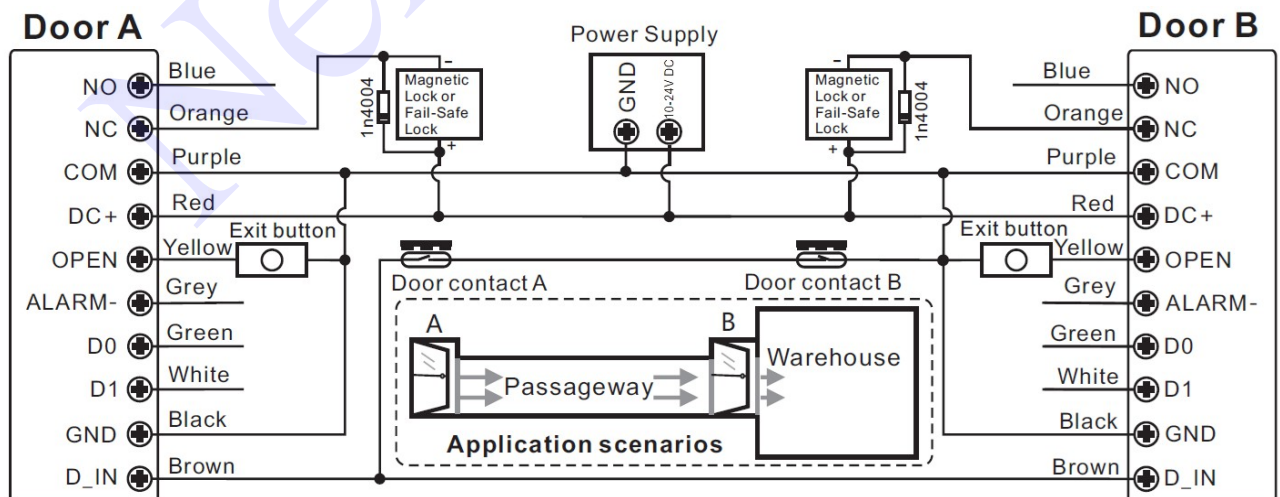 Door A
Power Supply
Door B
NO
Blue
NC
Orange
COM
Purple
DC+
Red
OPEN
Yellow
Exit button
ALARM-
Grey
D0
Green
D1
White
GND
Black
D_IN
Brown
1n4004
-
Magnetic
Lock or
Fail-Safe
Lock
+
GND
10-24V DC
-
Magnetic
Lock or
Fail-Safe
Lock
+
1n4004
Door contact A
Door contact B
A
B
Passageway
Warehouse
Application scenarios
Blue
NO
Orange
NC
Purple
COM
Red
DC+
Exit button
Yellow
OPEN
Grey
ALARM-
Green
D0
White
D1
Black
GND
Brown
D_IN